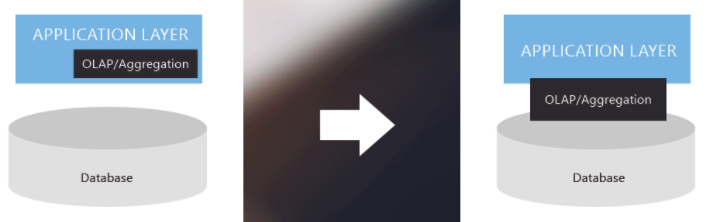 APPLICATION LAYER
OLAP/Aggregation
Database
APPLICATION LAYER
OLAP/Aggregation
Database